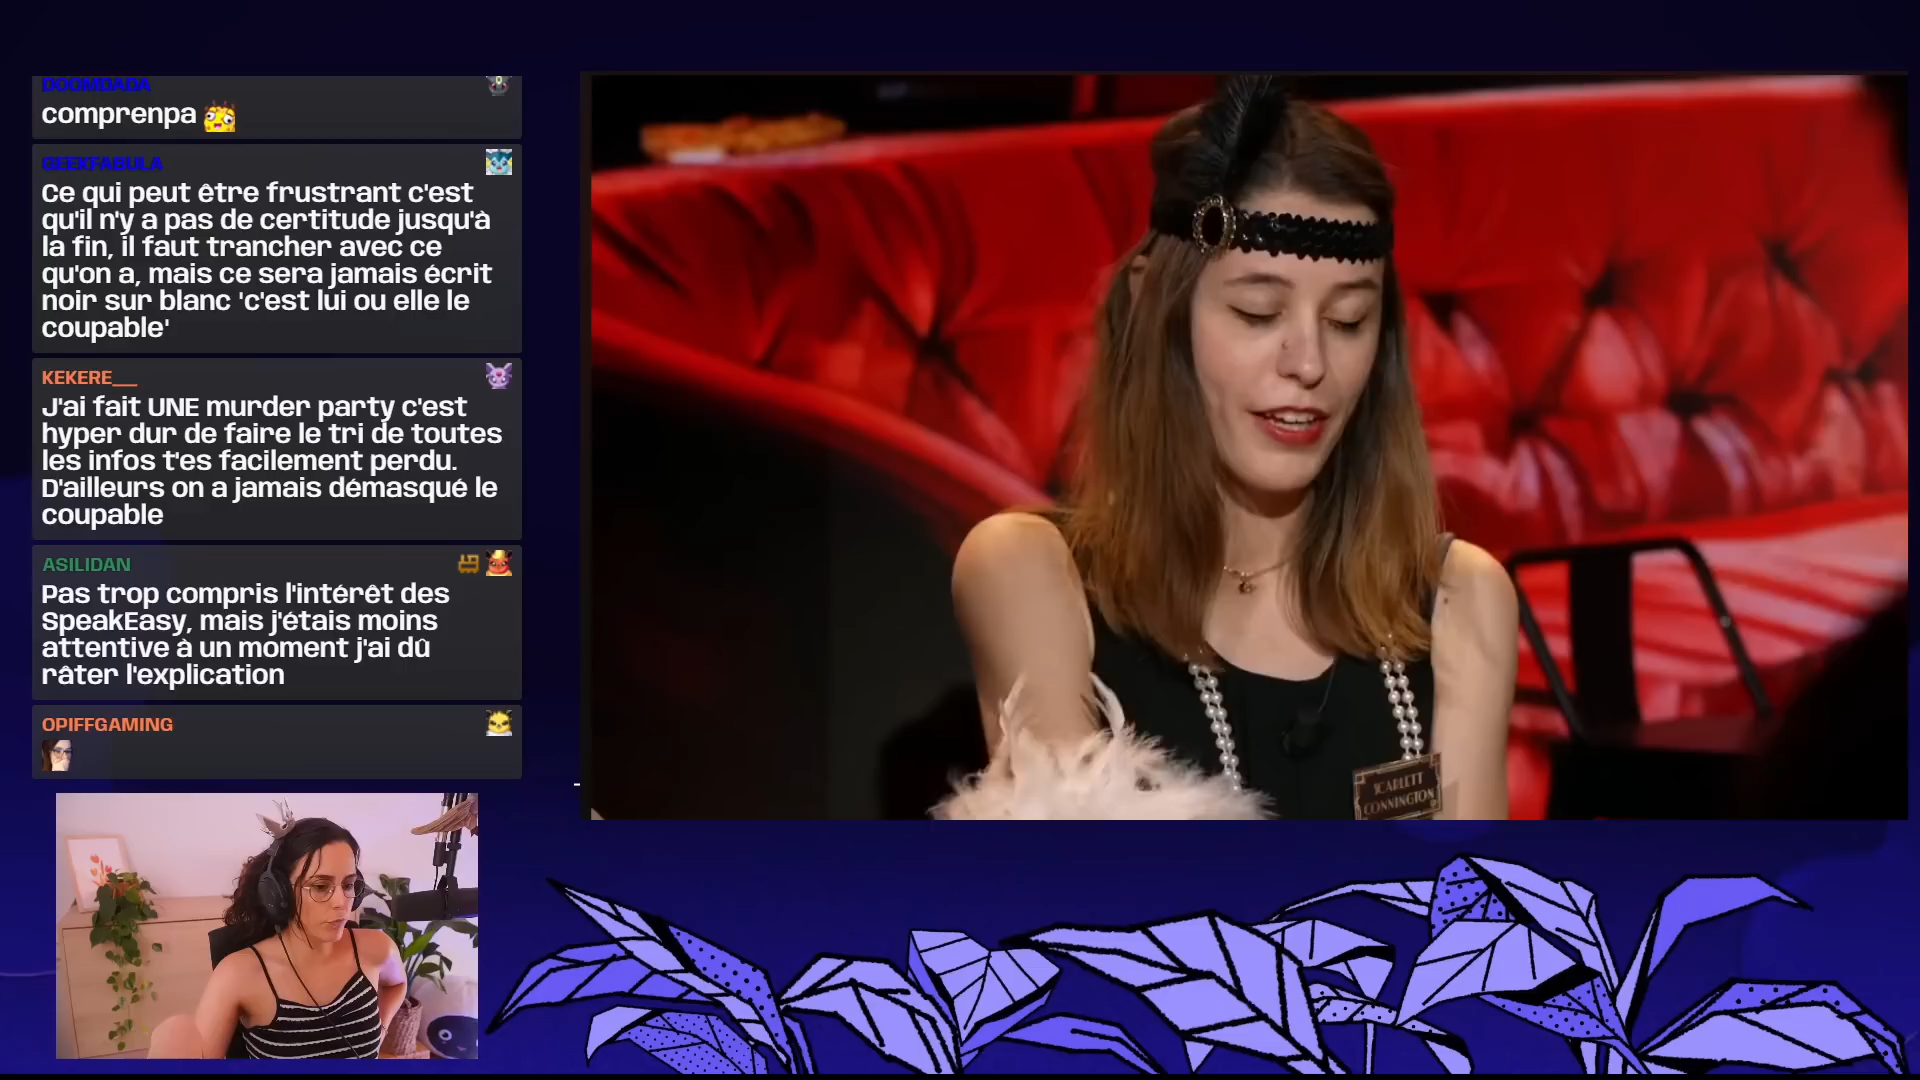 DOOMDADA
comprenpa
GEEKFABULA
Ce qui peut être frustrant c'est
qu'il n'y a pas de certitude jusqu'à
la fin, il faut trancher avec ce
qu'on a, mais ce sera jamais écrit
noir sur blanc 'c'est lui ou elle le
coupable'
KEKERE__
J'ai fait UNE murder party c'est
hyper dur de faire le tri de toutes
les infos t'es facilement perdu.
D'ailleurs on a jamais démasqué le
coupable
ASILIDAN
Pas trop compris l'intérêt des
SpeakEasy, mais j'étais moins
attentive à un moment j'ai dû
râter l'explication
OPIFFGAMING
SCARLETT
CONNINGTON